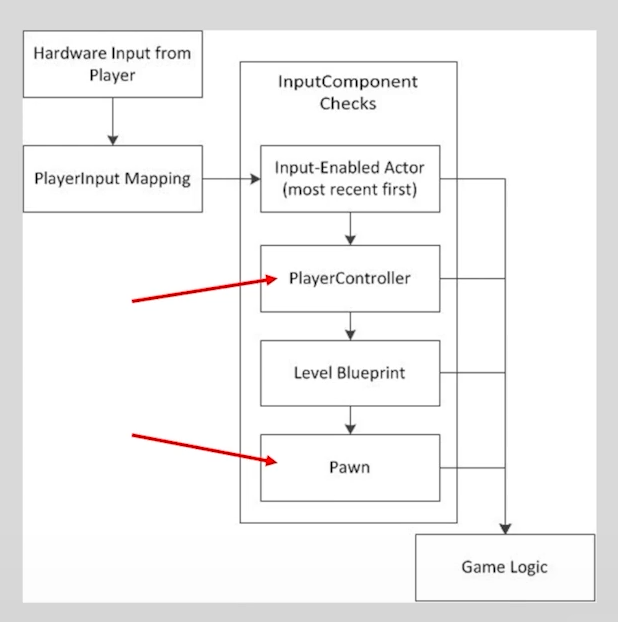 Hardware Input from
Player
InputComponent
Checks
PlayerInput Mapping
Input-Enabled Actor
(most recent first)
PlayerController
Level Blueprint
Pawn
Game Logic